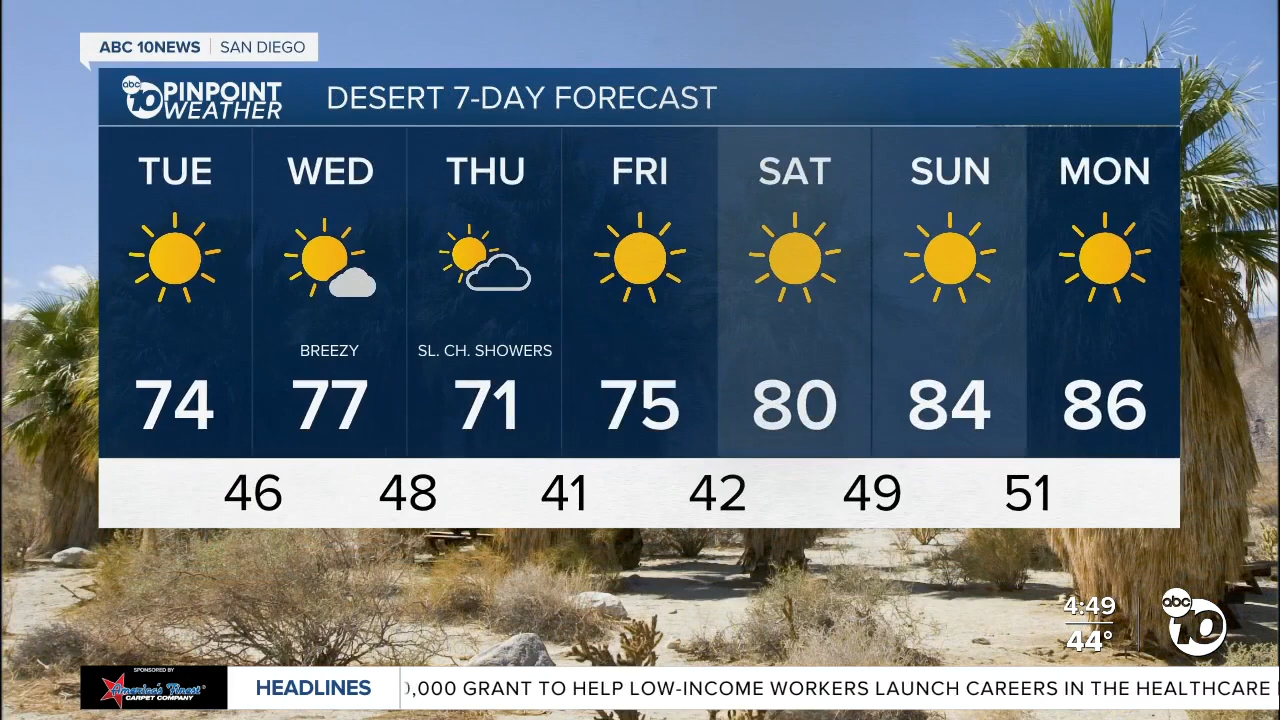 ABC 10NEWS | SAN DIEGO
abc 10 PINPOINT WEATHER
DESERT 7-DAY FORECAST
TUE WED THU FRI SAT SUN MON
BREEZY SL. CH. SHOWERS
74 77 71 75 80 84 86
46 48 41 42 49 51
4:49
44°
abc 10
SPONSORED BY
America's Finest
CARPET COMPANY
HEADLINES
0,000 GRANT TO HELP LOW-INCOME WORKERS LAUNCH CAREERS IN THE HEALTHCARE